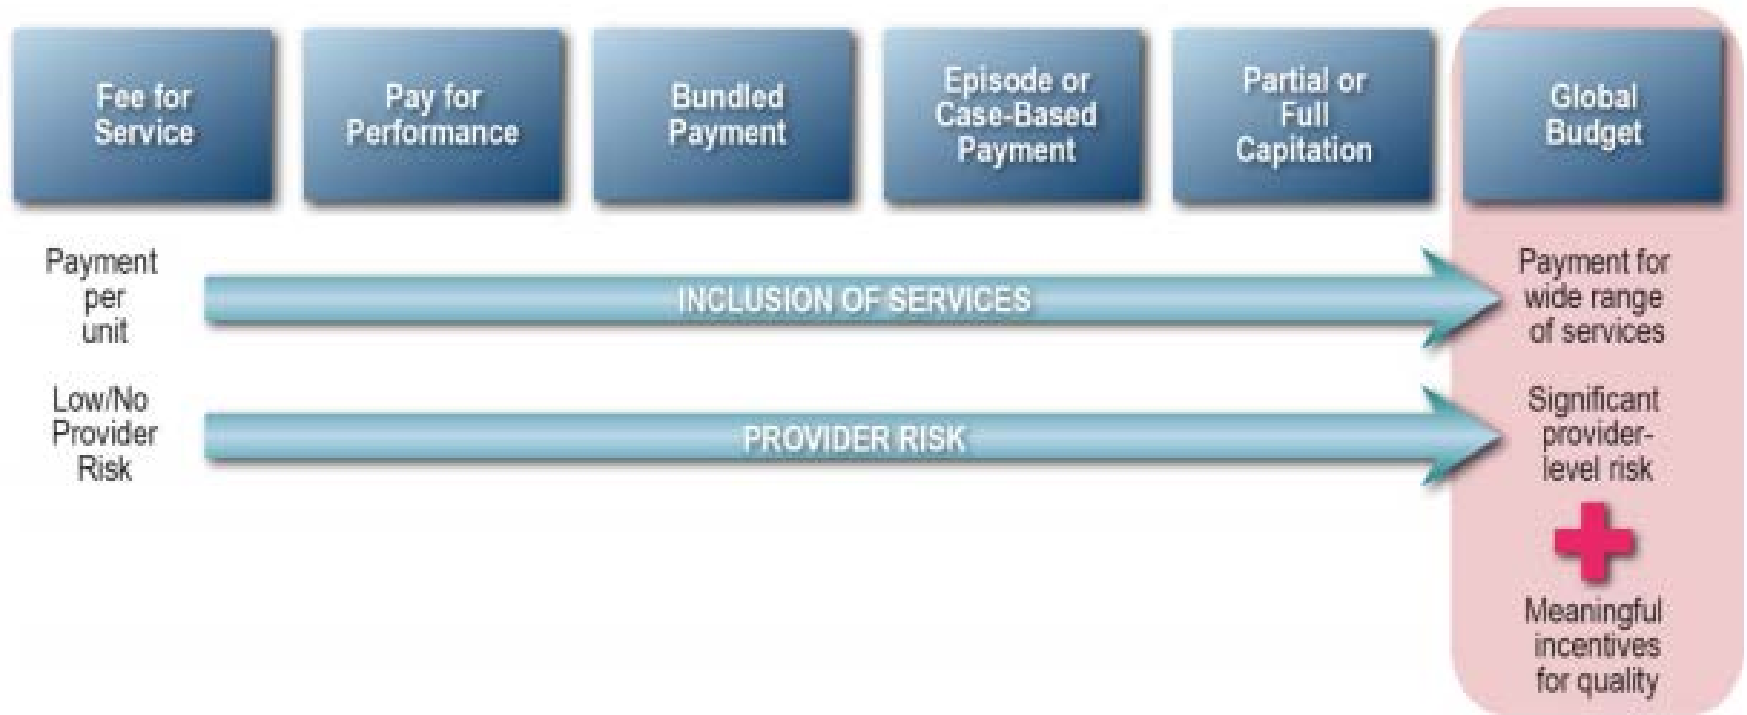 Fee for
Service
Pay for
Performance
Bundled
Payment
Episode or
Case-Based
Payment
Partial or
Full
Capitation
Global
Budget
Payment
per
unit
INCLUSION OF SERVICES
Payment for
wide range
of services
Low/No
Provider
Risk
PROVIDER RISK
Significant
provider-
level risk
Meaningful
incentives
for quality